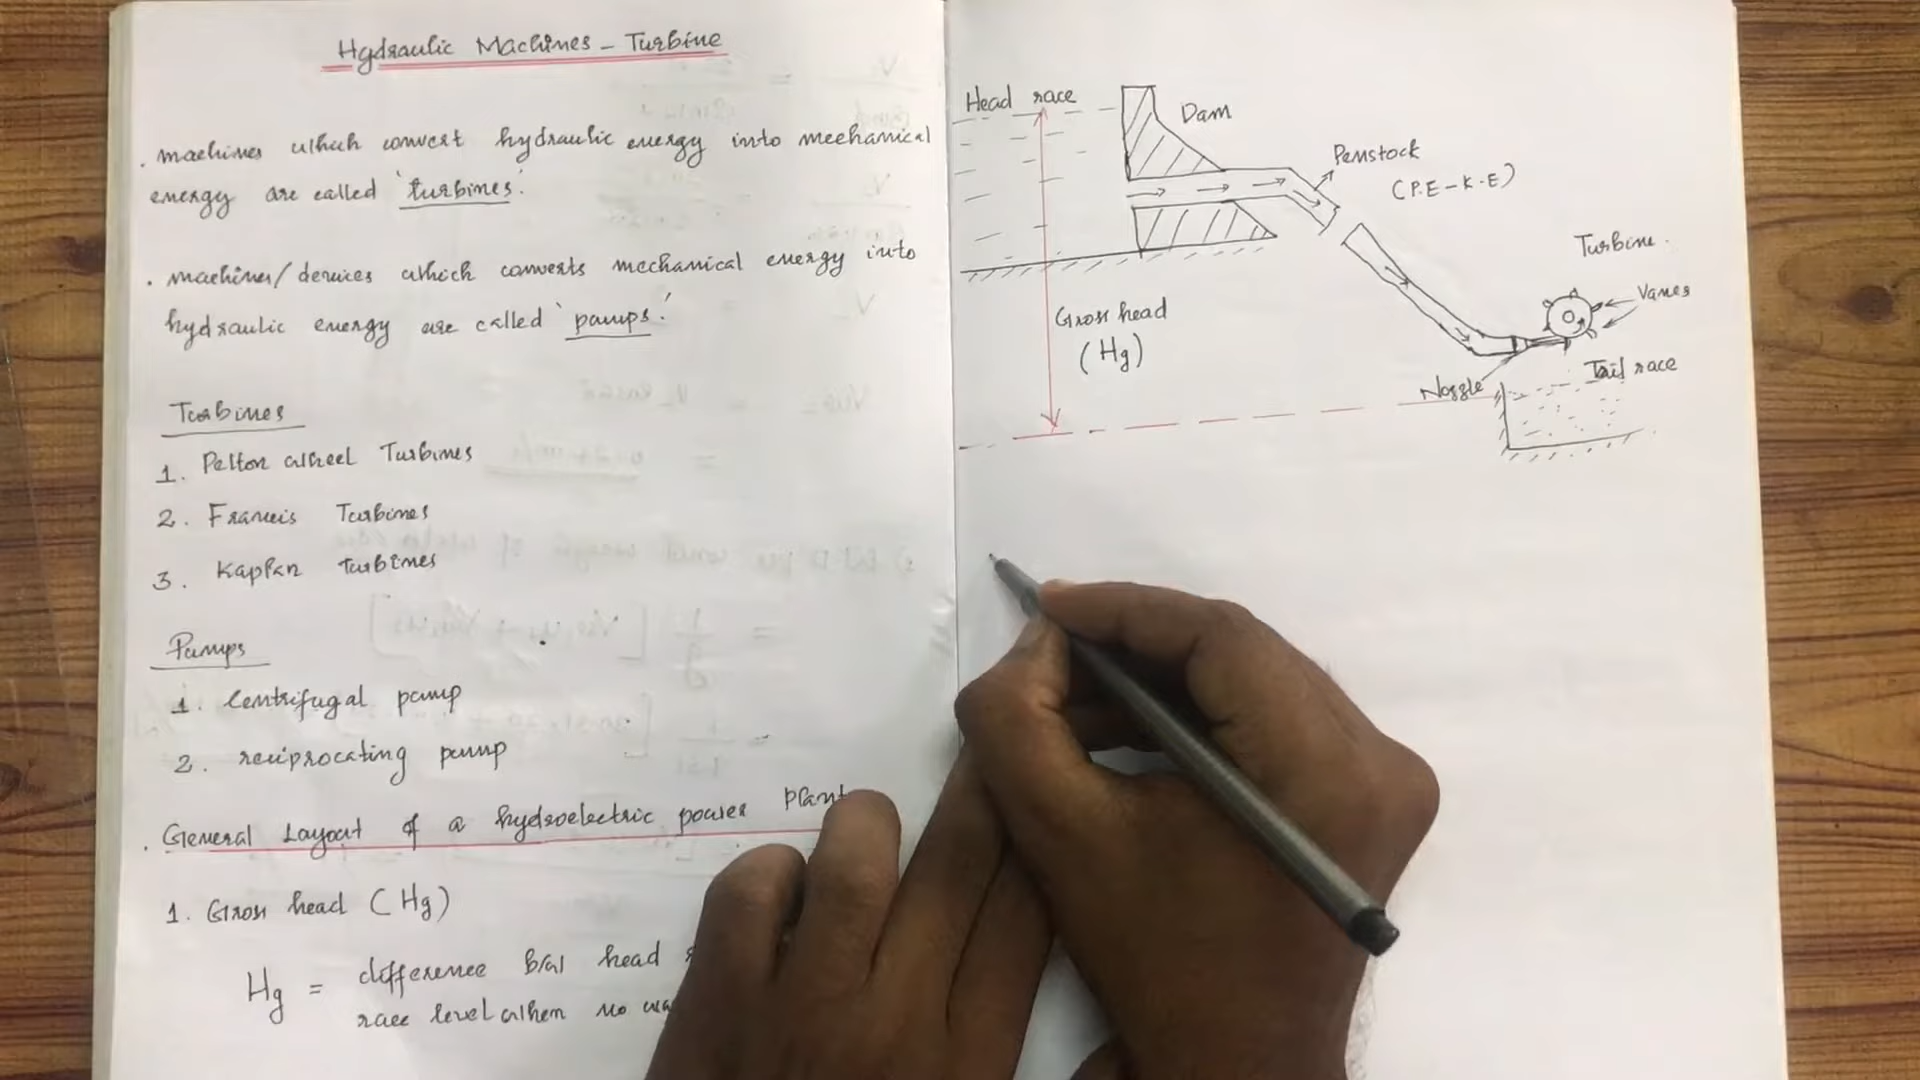 Hydraulic Machines - Turbine
. machines which convert hydraulic energy into mechanical
energy are called 'turbines'.
. machines/devices which converts mechanical energy into
hydraulic energy are called 'pumps'.
Turbines
1. Pelton wheel Turbines
2. Francis Turbines
3. Kaplan Turbines
Pumps
1. Centrifugal pump
2. reciprocating pump
. General Layout of a hydroelectric power plant
1. Gross head (Hg)
Hg = difference b/w head
race level when no
Head race
Dam
Penstock
(P.E - K.E)
Turbine.
Vanes
Gross head
(Hg)
Nozzle
Tail race